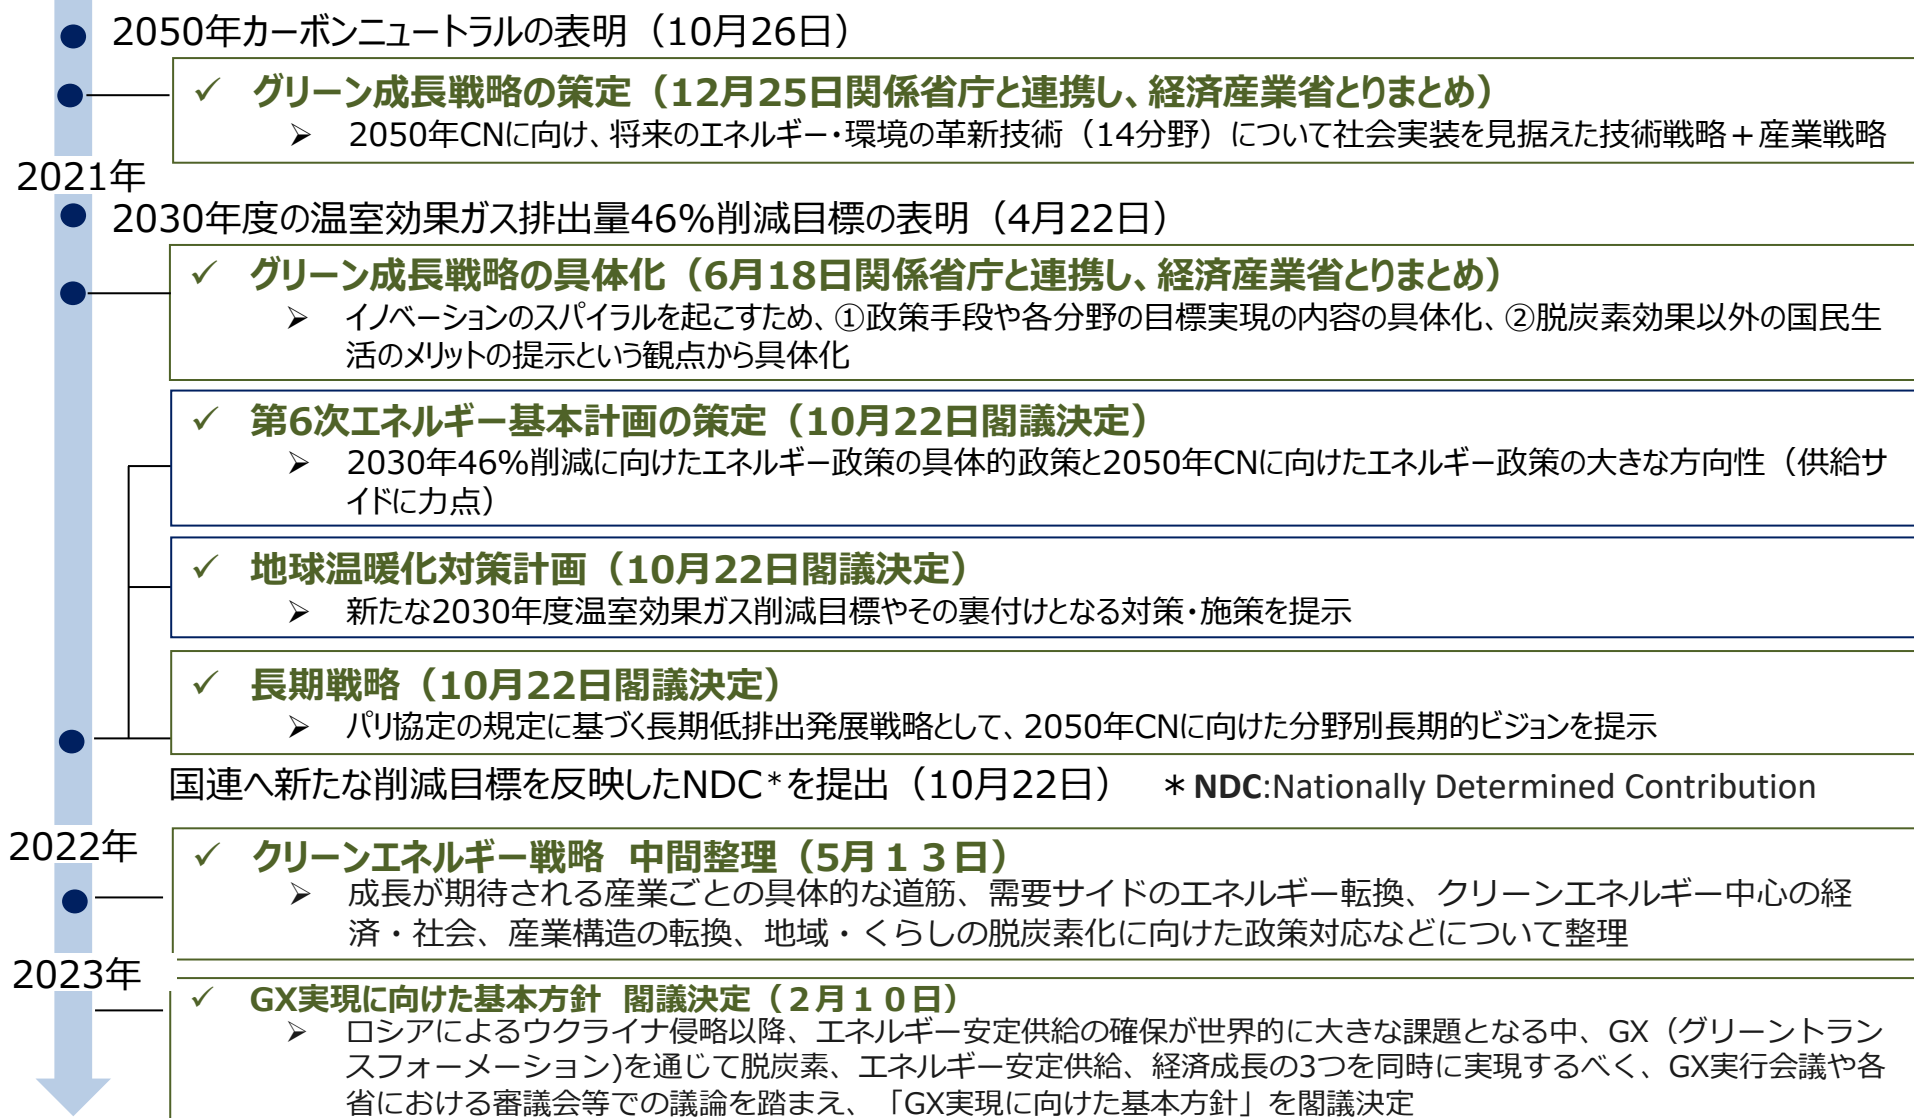 2050年カーボンニュートラルの表明（10月26日）
✓ グリーン成長戦略の策定（12月25日関係省庁と連携し、経済産業省とりまとめ）
➢ 2050年CNに向け、将来のエネルギー・環境の革新技術（14分野）について社会実装を見据えた技術戦略＋産業戦略
2021年
2030年度の温室効果ガス排出量46%削減目標の表明（4月22日）
✓ グリーン成長戦略の具体化（6月18日関係省庁と連携し、経済産業省とりまとめ）
➢ イノベーションのスパイラルを起こすため、①政策手段や各分野の目標実現の内容の具体化、②脱炭素効果以外の国民生
活のメリットの提示という観点から具体化
✓ 第6次エネルギー基本計画の策定（10月22日閣議決定）
➢ 2030年46%削減に向けたエネルギー政策の具体的政策と2050年CNに向けたエネルギー政策の大きな方向性（供給サ
イドに力点）
✓ 地球温暖化対策計画（10月22日閣議決定）
➢ 新たな2030年度温室効果ガス削減目標やその裏付けとなる対策・施策を提示
✓ 長期戦略（10月22日閣議決定）
➢ パリ協定の規定に基づく長期低排出発展戦略として、2050年CNに向けた分野別長期的ビジョンを提示
国連へ新たな削減目標を反映したNDC*を提出（10月22日） ＊NDC:Nationally Determined Contribution
2022年
✓ クリーンエネルギー戦略 中間整理（5月１３日）
➢ 成長が期待される産業ごとの具体的な道筋、需要サイドのエネルギー転換、クリーンエネルギー中心の経
済・社会、産業構造の転換、地域・くらしの脱炭素化に向けた政策対応などについて整理
2023年
✓ GX実現に向けた基本方針 閣議決定（２月１０日）
➢ ロシアによるウクライナ侵略以降、エネルギー安定供給の確保が世界的に大きな課題となる中、GX（グリーントラン
スフォーメーション)を通じて脱炭素、エネルギー安定供給、経済成長の3つを同時に実現するべく、GX実行会議や各
省における審議会等での議論を踏まえ、「GX実現に向けた基本方針」を閣議決定